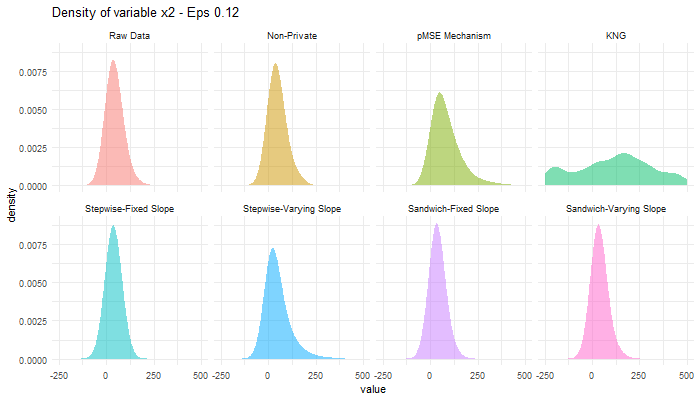 Density of variable x2 - Eps 0.12
Raw Data Non-Private pMSE Mechanism KNG
0.0075
0.0050
0.0025
0.0000
density
Stepwise-Fixed Slope Stepwise-Varying Slope Sandwich-Fixed Slope Sandwich-Varying Slope
0.0075
0.0050
0.0025
0.0000
-250 0 250 500 -250 0 250 500 -250 0 250 500 -250 0 250 500
value